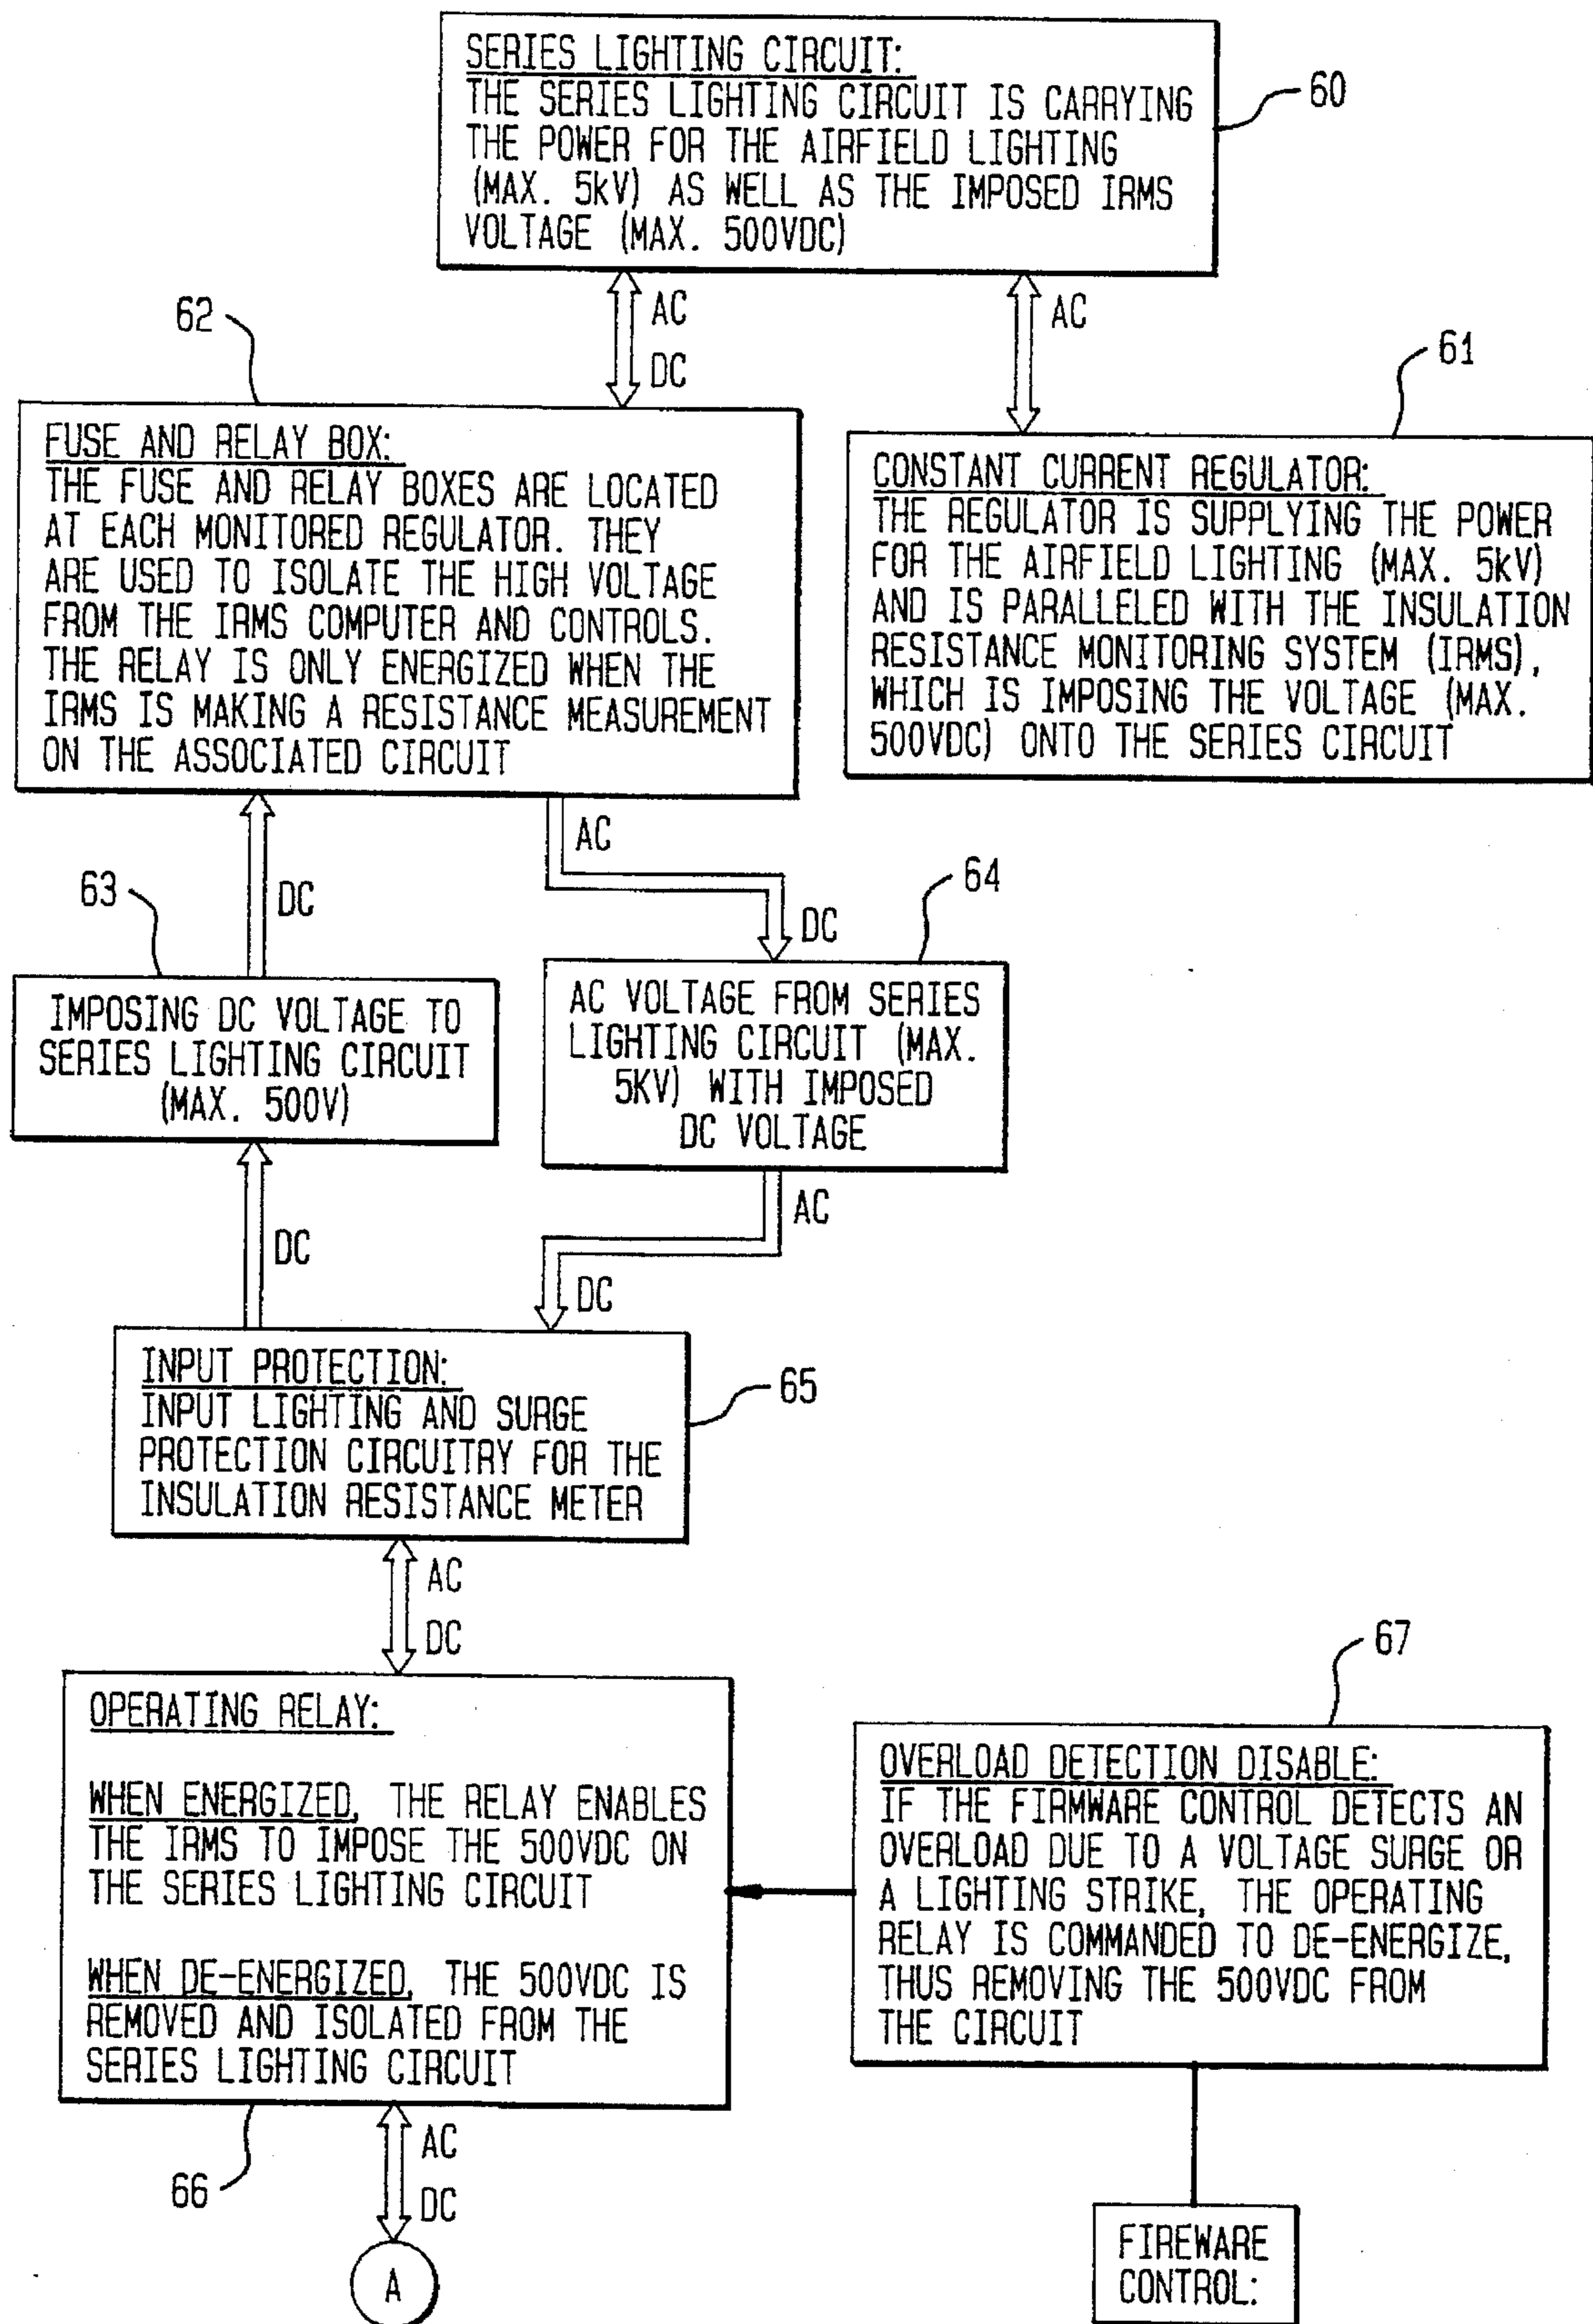 SERIES LIGHTING CIRCUIT:
THE SERIES LIGHTING CIRCUIT IS CARRYING
THE POWER FOR THE AIRFIELD LIGHTING
(MAX. 5kV) AS WELL AS THE IMPOSED IRMS
VOLTAGE (MAX. 500VDC)
60
AC
DC
AC
62
61
FUSE AND RELAY BOX:
THE FUSE AND RELAY BOXES ARE LOCATED
AT EACH MONITORED REGULATOR. THEY
ARE USED TO ISOLATE THE HIGH VOLTAGE
FROM THE IRMS COMPUTER AND CONTROLS.
THE RELAY IS ONLY ENERGIZED WHEN THE
IRMS IS MAKING A RESISTANCE MEASUREMENT
ON THE ASSOCIATED CIRCUIT
CONSTANT CURRENT REGULATOR:
THE REGULATOR IS SUPPLYING THE POWER
FOR THE AIRFIELD LIGHTING (MAX. 5kV)
AND IS PARALLELED WITH THE INSULATION
RESISTANCE MONITORING SYSTEM (IRMS),
WHICH IS IMPOSING THE VOLTAGE (MAX.
500VDC) ONTO THE SERIES CIRCUIT
63
DC
AC
DC
64
IMPOSING DC VOLTAGE TO
SERIES LIGHTING CIRCUIT
(MAX. 500V)
AC VOLTAGE FROM SERIES
LIGHTING CIRCUIT (MAX.
5KV) WITH IMPOSED
DC VOLTAGE
DC
AC
DC
INPUT PROTECTION:
INPUT LIGHTING AND SURGE
PROTECTION CIRCUITRY FOR THE
INSULATION RESISTANCE METER
65
AC
DC
67
OPERATING RELAY:
WHEN ENERGIZED, THE RELAY ENABLES
THE IRMS TO IMPOSE THE 500VDC ON
THE SERIES LIGHTING CIRCUIT
WHEN DE-ENERGIZED, THE 500VDC IS
REMOVED AND ISOLATED FROM THE
SERIES LIGHTING CIRCUIT
OVERLOAD DETECTION DISABLE:
IF THE FIRMWARE CONTROL DETECTS AN
OVERLOAD DUE TO A VOLTAGE SURGE OR
A LIGHTING STRIKE, THE OPERATING
RELAY IS COMMANDED TO DE-ENERGIZE,
THUS REMOVING THE 500VDC FROM
THE CIRCUIT
66
AC
DC
A
FIREWARE
CONTROL: